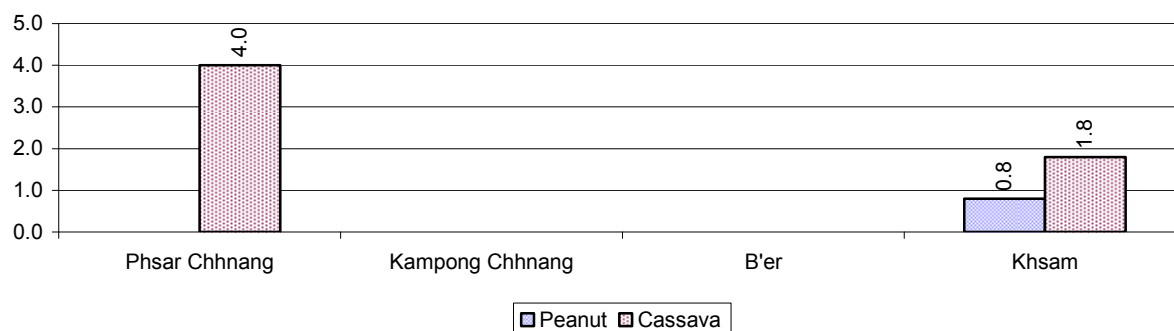 5.0
4.0
3.0
2.0
1.0
0.0
4.0
0.8
1.8
Phsar Chhnang
Kampong Chhnang
B'er
Khsam
Peanut
Cassava